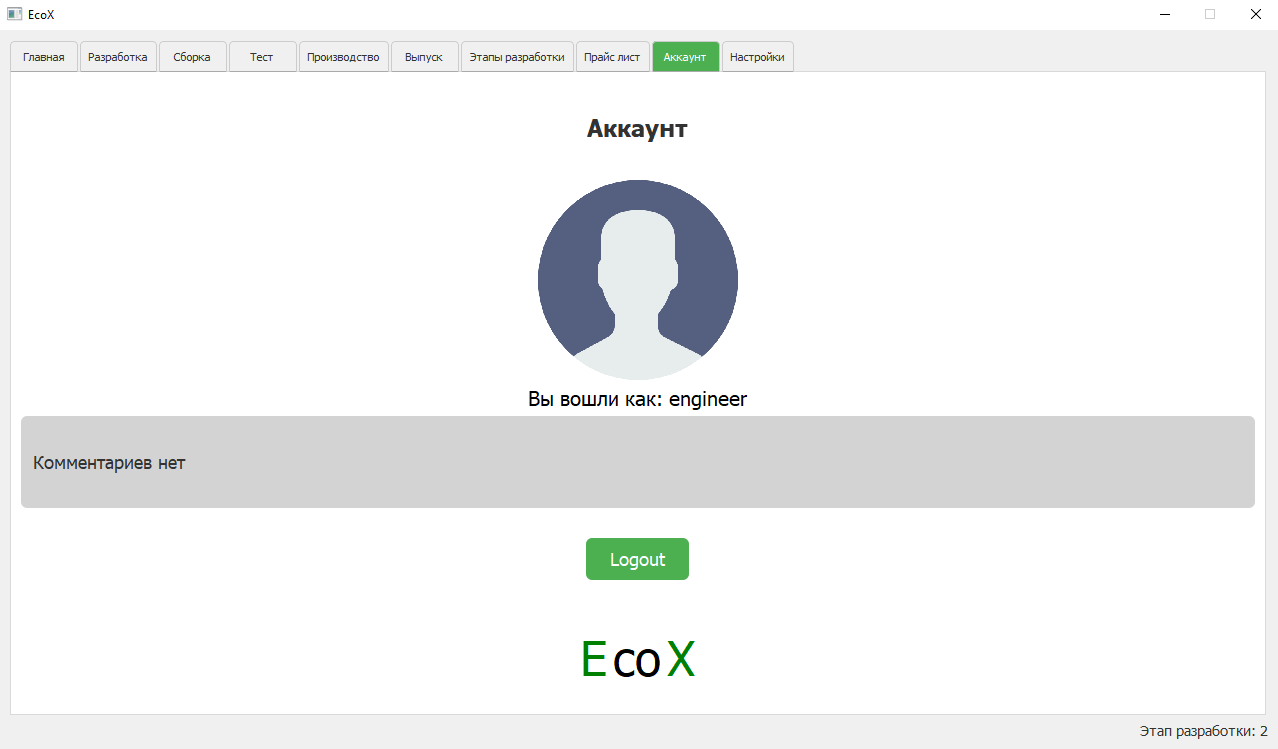 EcoX
Главная Разработка Сборка Тест Производство Выпуск Этапы разработки Прайс лист Аккаунт Настройки
Аккаунт
Вы вошли как: engineer
Комментариев нет
Logout
EcoX
Этап разработки: 2